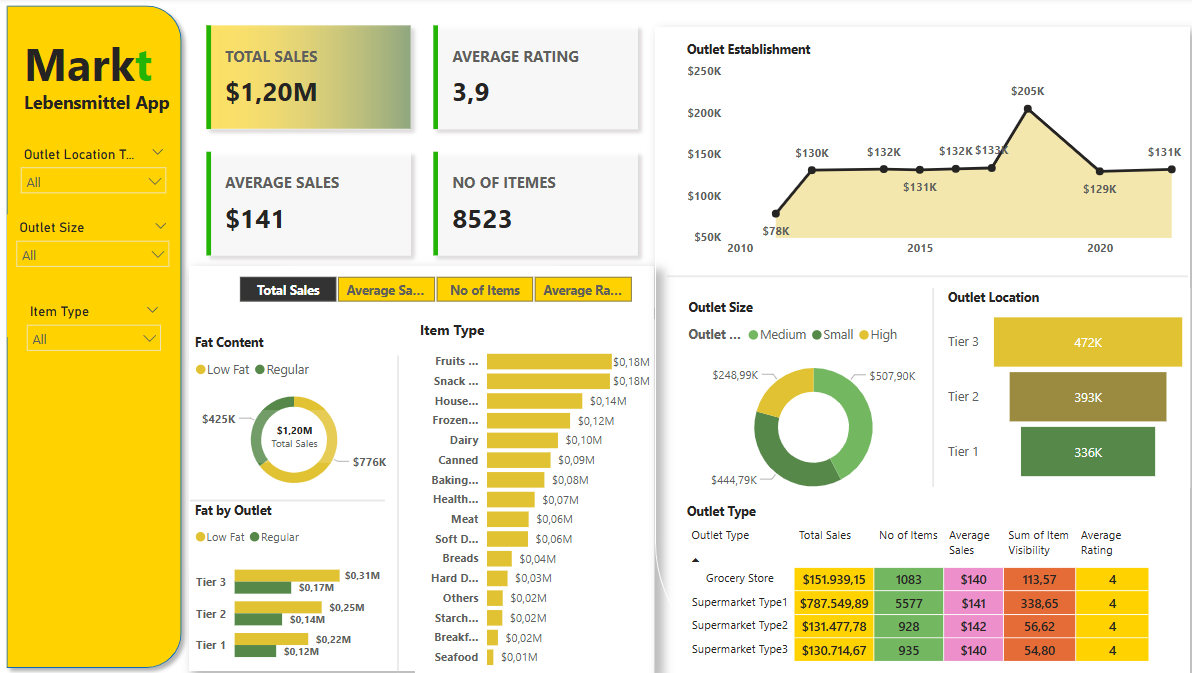 Markt
Lebensmittel App
Outlet Location T...
All
Outlet Size
All
Item Type
All
TOTAL SALES
$1,20M
AVERAGE RATING
3,9
AVERAGE SALES
$141
NO OF ITEMES
8523
Outlet Establishment
$250K
$200K
$150K
$100K
$50K
$78K
$130K
$132K
$131K
$132K
$133K
$205K
$129K
$131K
2010
2015
2020
Total Sales
Average Sa...
No of Items
Average Ra...
Fat Content
Low Fat
Regular
$425K
$1,20M
Total Sales
$776K
Fat by Outlet
Low Fat
Regular
Tier 3
$0,31M
$0,17M
Tier 2
$0,25M
$0,14M
Tier 1
$0,22M
$0,12M
Item Type
Fruits ... $0,18M
Snack ... $0,18M
House... $0,14M
Frozen... $0,12M
Dairy $0,10M
Canned $0,09M
Baking... $0,08M
Health... $0,07M
Meat $0,06M
Soft D... $0,06M
Breads $0,04M
Hard D... $0,03M
Others $0,02M
Starch... $0,02M
Breakf... $0,02M
Seafood $0,01M
Outlet Size
Outlet ... Medium Small High
$248,99K
$507,90K
$444,79K
Outlet Location
Tier 3 472K
Tier 2 393K
Tier 1 336K
Outlet Type
Outlet Type Total Sales No of Items Average Sales Sum of Item Visibility Average Rating
Grocery Store $151.939,15 1083 $140 113,57 4
Supermarket Type1 $787.549,89 5577 $141 338,65 4
Supermarket Type2 $131.477,78 928 $142 56,62 4
Supermarket Type3 $130.714,67 935 $140 54,80 4